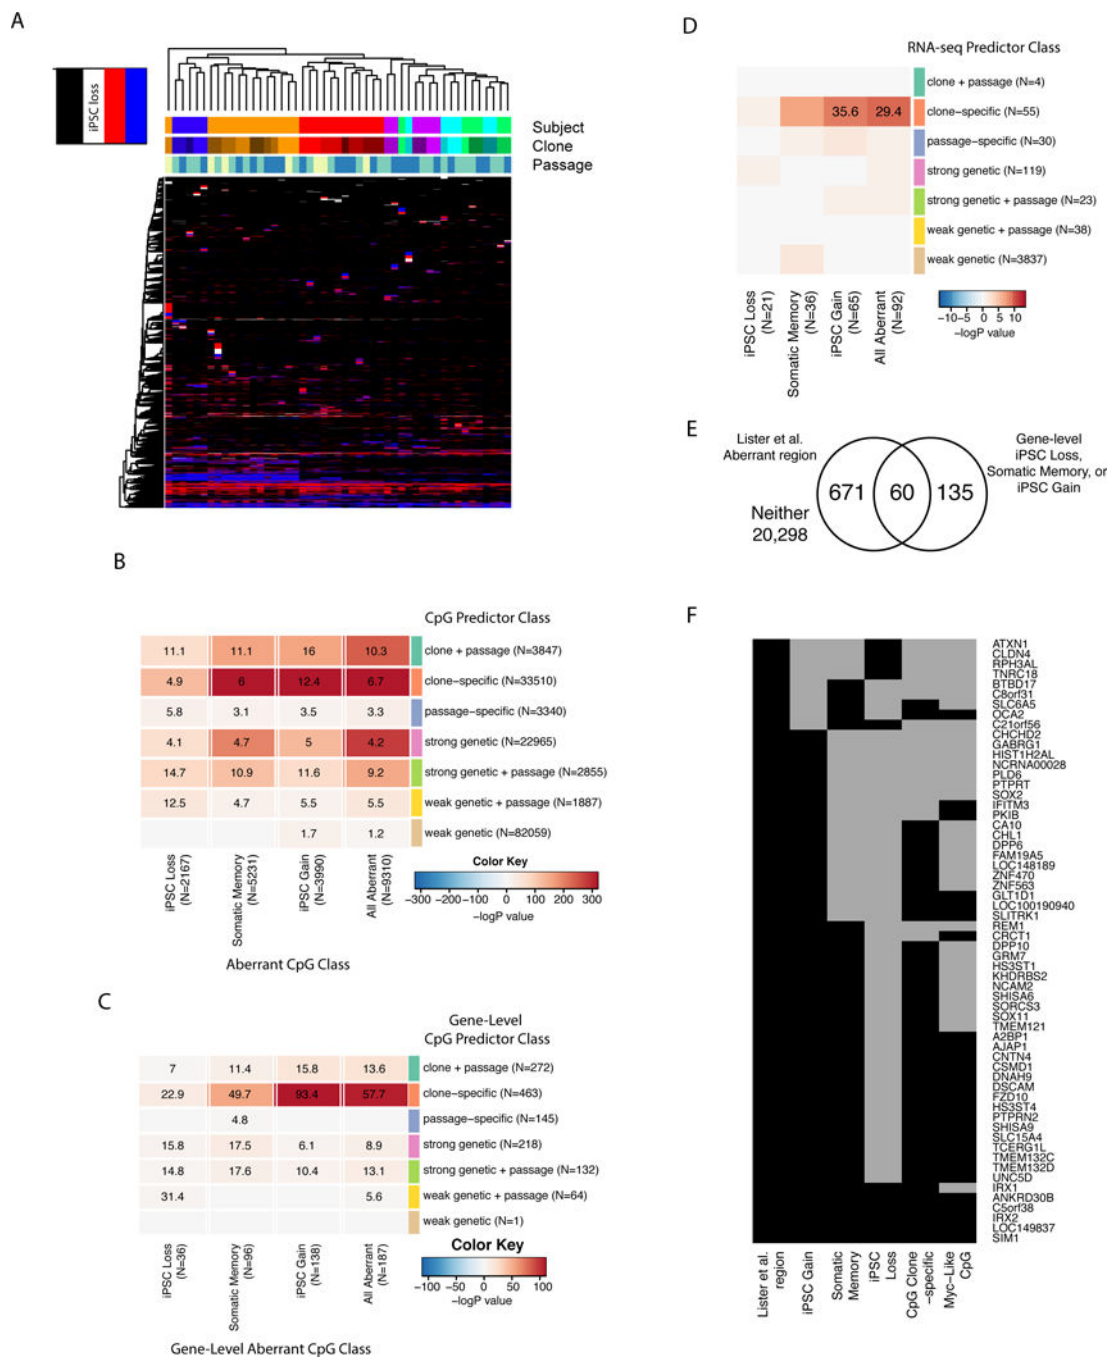 A
iPSC loss
Subject
Clone
Passage
B
CpG Predictor Class
11.1 11.1 16 10.3 clone + passage (N=3847)
4.9 6 12.4 6.7 clone-specific (N=33510)
5.8 3.1 3.5 3.3 passage-specific (N=3340)
4.1 4.7 5 4.2 strong genetic (N=22965)
14.7 10.9 11.6 9.2 strong genetic + passage (N=2855)
12.5 4.7 5.5 5.5 weak genetic + passage (N=1887)
1.7 1.2 weak genetic (N=82059)
iPSC Loss
(N=2167)
Somatic Memory
(N=5231)
iPSC Gain
(N=3990)
All Aberrant
(N=9310)
Color Key
−300 −200 −100 0 100 200 300
−logP value
Aberrant CpG Class
C
Gene-Level
CpG Predictor Class
7 11.4 15.8 13.6 clone + passage (N=272)
22.9 49.7 93.4 57.7 clone-specific (N=463)
4.8 passage-specific (N=145)
15.8 17.5 6.1 8.9 strong genetic (N=218)
14.8 17.6 10.4 13.1 strong genetic + passage (N=132)
31.4 5.6 weak genetic + passage (N=64)
weak genetic (N=1)
iPSC Loss
(N=36)
Somatic Memory
(N=96)
iPSC Gain
(N=138)
All Aberrant
(N=187)
Color Key
−100 −50 0 50 100
−logP value
Gene-Level Aberrant CpG Class
D
RNA-seq Predictor Class
clone + passage (N=4)
35.6 29.4 clone-specific (N=55)
passage-specific (N=30)
strong genetic (N=119)
strong genetic + passage (N=23)
weak genetic + passage (N=38)
weak genetic (N=3837)
iPSC Loss
(N=21)
Somatic Memory
(N=36)
iPSC Gain
(N=65)
All Aberrant
(N=92)
−10 −5 0 5 10
−logP value
E
Lister et al.
Aberrant region
Gene-level
iPSC Loss,
Somatic Memory, or
iPSC Gain
671 60 135
Neither
20,298
F
ATXN1
CLDN4
RPH3AL
TNRC18
BTBD17
C8orf31
SLC6A5
OCA2
C21orf56
CHCHD2
GABRG1
HIST1H2AL
NCRNA00028
PLD6
PTPRT
SOX2
IFITM3
PKIB
CA10
CHL1
DPP6
FAM19A5
LOC148189
ZNF470
ZNF563
GLT1D1
LOC100190940
SLITRK1
REM1
CRCT1
DPP10
GRM7
HS3ST1
KHDRBS2
NCAM2
SHISA6
SORCS3
SOX11
TMEM121
A2BP1
AJAP1
CNTN4
CSMD1
DNAH9
DSCAM
FZD10
HS3ST4
PTPRN2
SHISA9
SLC15A4
TCERG1L
TMEM132C
TMEM132D
UNC5D
IRX1
ANKRD30B
C5orf38
IRX2
LOC149837
SIM1
Lister et al.
region
iPSC Gain
Somatic
Memory
iPSC
Loss
CpG Clone
-specific
Myc-Like
CpG